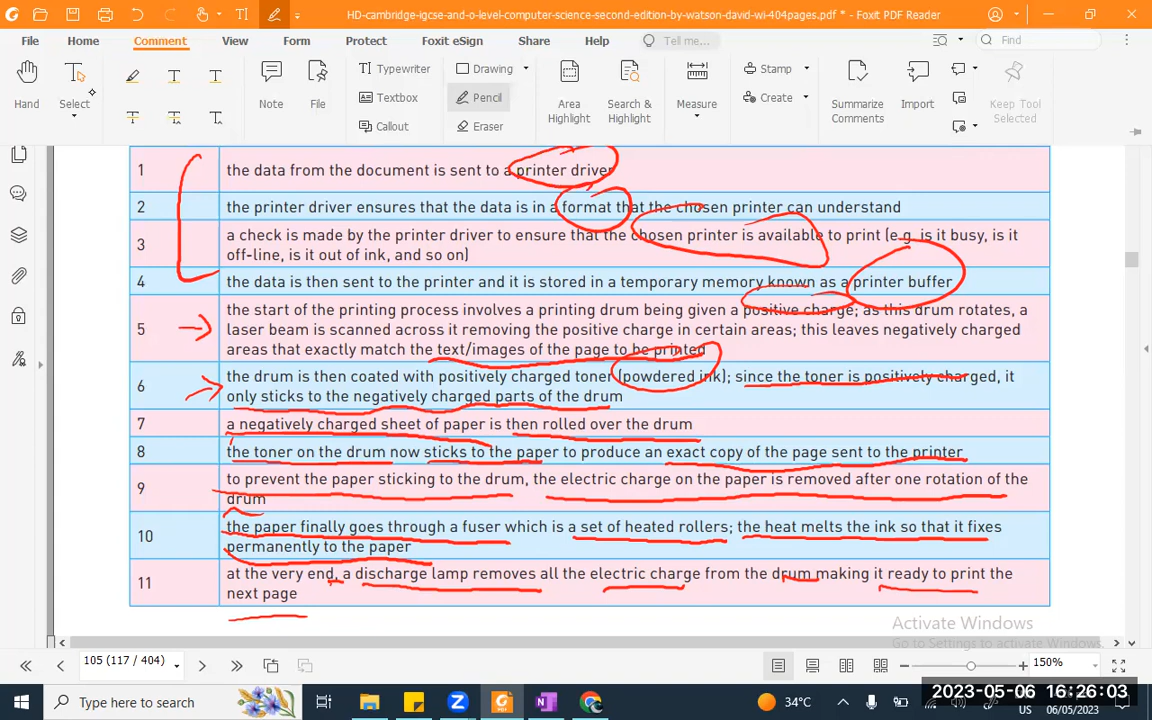 HD-cambridge-igcse-and-o-level-computer-science-second-edition-by-watson-david-wi-404pages.pdf * - Foxit PDF Reader
File Home Comment View Form Protect Foxit eSign Share Help Tell me... Find
Hand
Select
Note
File
Typewriter
Textbox
Callout
Drawing
Pencil
Eraser
Area Highlight
Search & Highlight
Measure
Stamp
Create
Summarize Comments
Import
Keep Tool Selected
1 the data from the document is sent to a printer driver
2 the printer driver ensures that the data is in a format that the chosen printer can understand
3 a check is made by the printer driver to ensure that the chosen printer is available to print (e.g. is it busy, is it
off-line, is it out of ink, and so on)
4 the data is then sent to the printer and it is stored in a temporary memory known as a printer buffer
5 the start of the printing process involves a printing drum being given a positive charge; as this drum rotates, a
laser beam is scanned across it removing the positive charge in certain areas; this leaves negatively charged
areas that exactly match the text/images of the page to be printed
6 the drum is then coated with positively charged toner (powdered ink); since the toner is positively charged, it
only sticks to the negatively charged parts of the drum
7 a negatively charged sheet of paper is then rolled over the drum
8 the toner on the drum now sticks to the paper to produce an exact copy of the page sent to the printer
9 to prevent the paper sticking to the drum, the electric charge on the paper is removed after one rotation of the
drum
10 the paper finally goes through a fuser which is a set of heated rollers; the heat melts the ink so that it fixes
permanently to the paper
11 at the very end, a discharge lamp removes all the electric charge from the drum making it ready to print the
next page
Activate Windows
Go to Settings to activate Windows.
105 (117 / 404)
150%
Type here to search
34°C
2023-05-06 16:26:03
06/05/2023